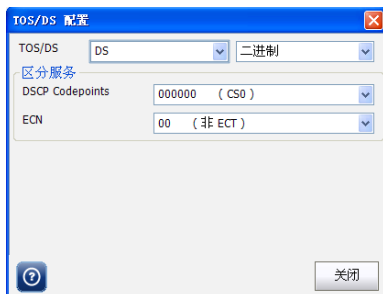 TOS/DS 配置
TOS/DS DS 二进制
区分服务
DSCP Codepoints 000000 ( CS0 )
ECN 00 ( 非 ECT )
? 关闭